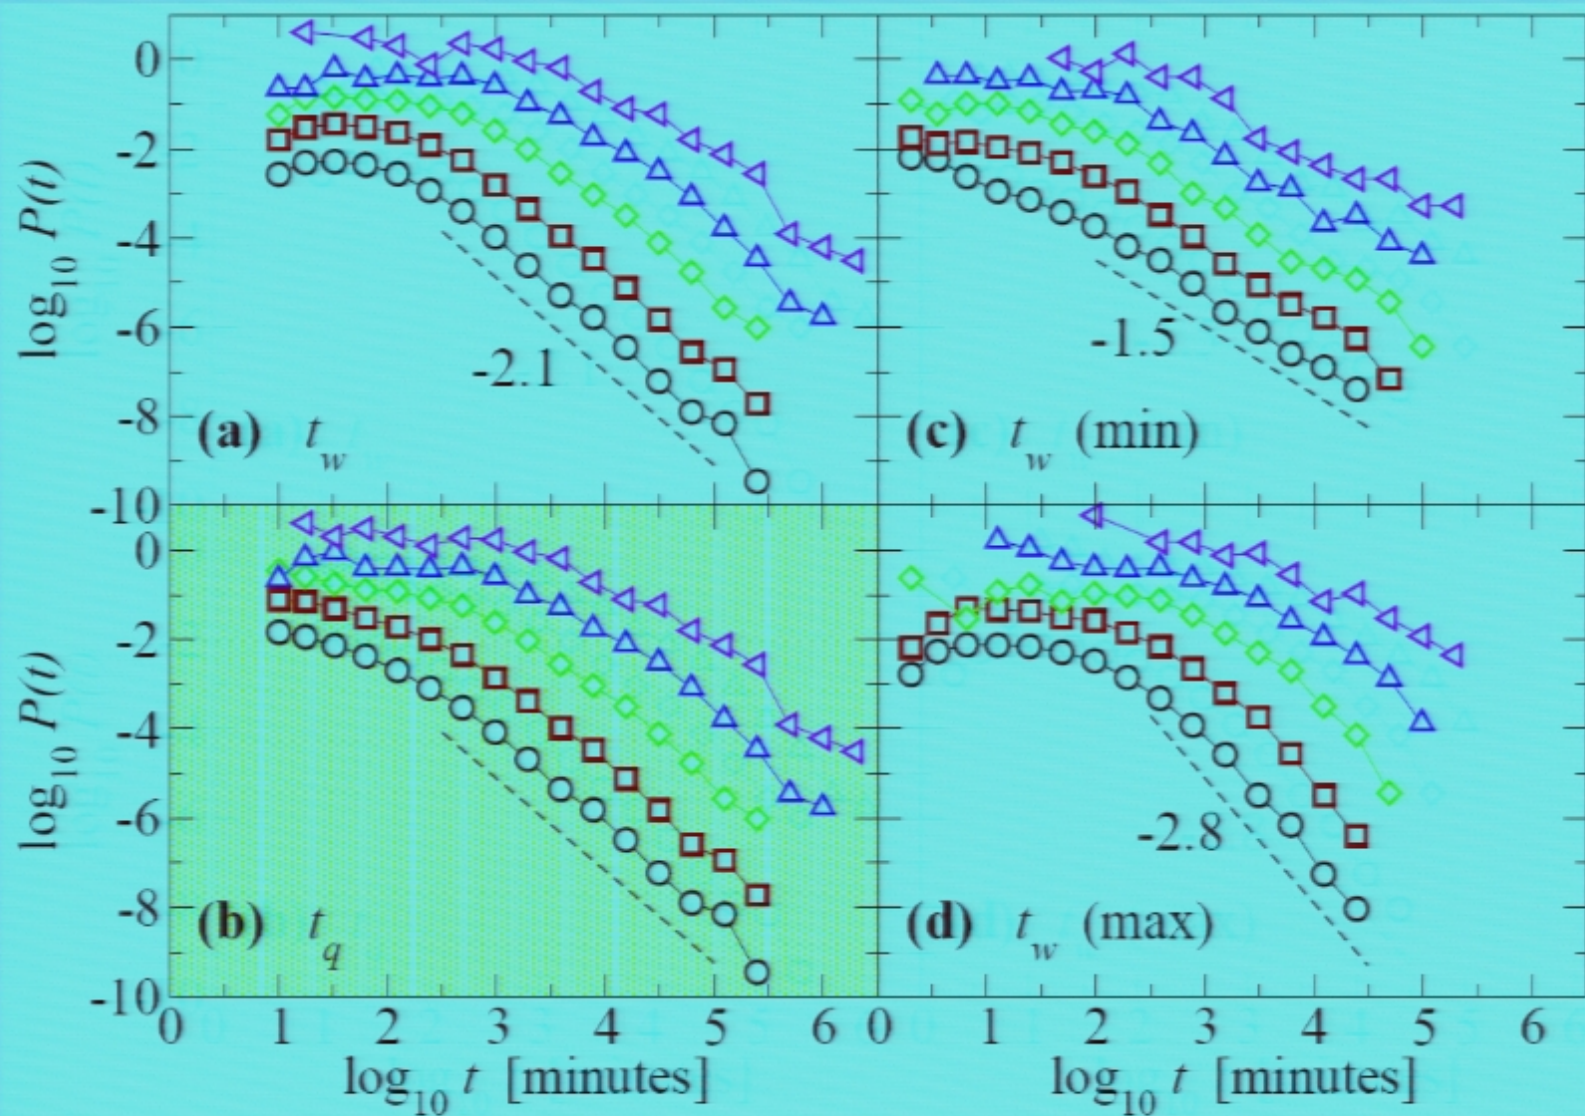 0
-2
-4
-6
-8
-10
log10 P(t)
-2.1
(a) tw
-1.5
(c) tw (min)
0
-2
-4
-6
-8
-10
log10 P(t)
(b) tq
-2.8
(d) tw (max)
0 1 2 3 4 5 6 0 1 2 3 4 5 6
log10 t [minutes] log10 t [minutes]